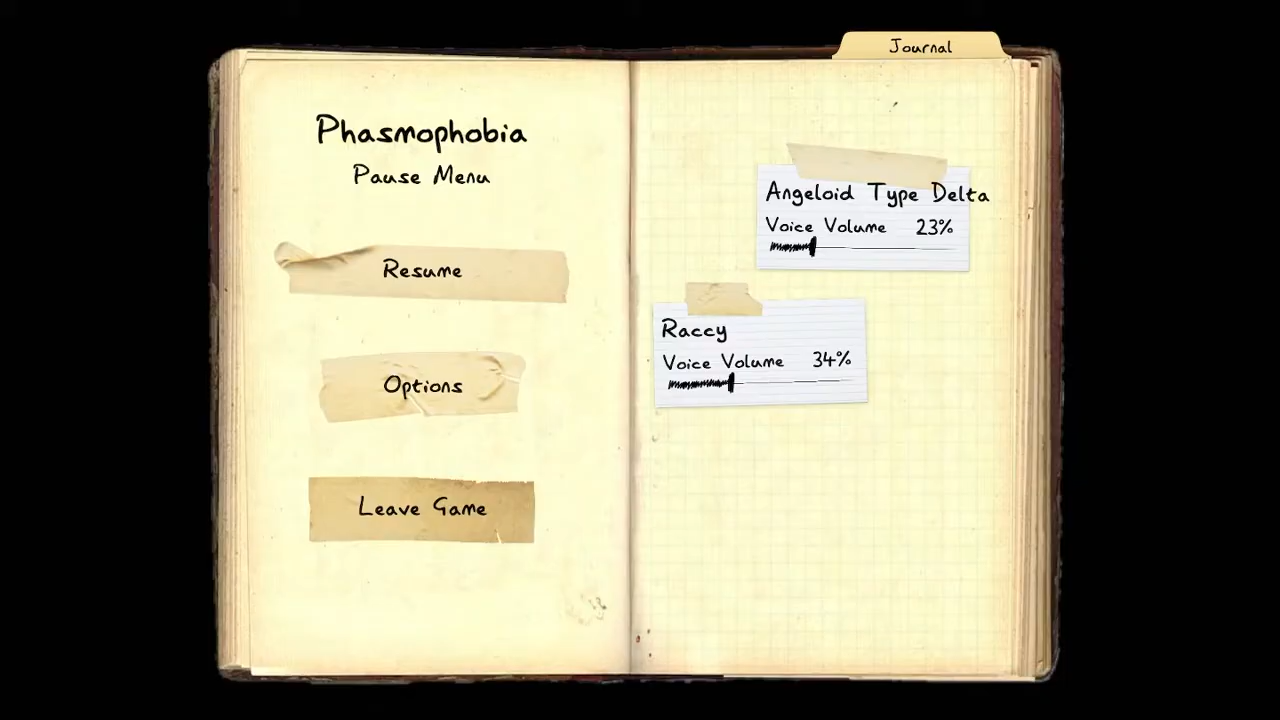 Journal
Phasmophobia
Pause Menu
Resume
Options
Leave Game
Angeloid Type Delta
Voice Volume 23%
Raccy
Voice Volume 34%